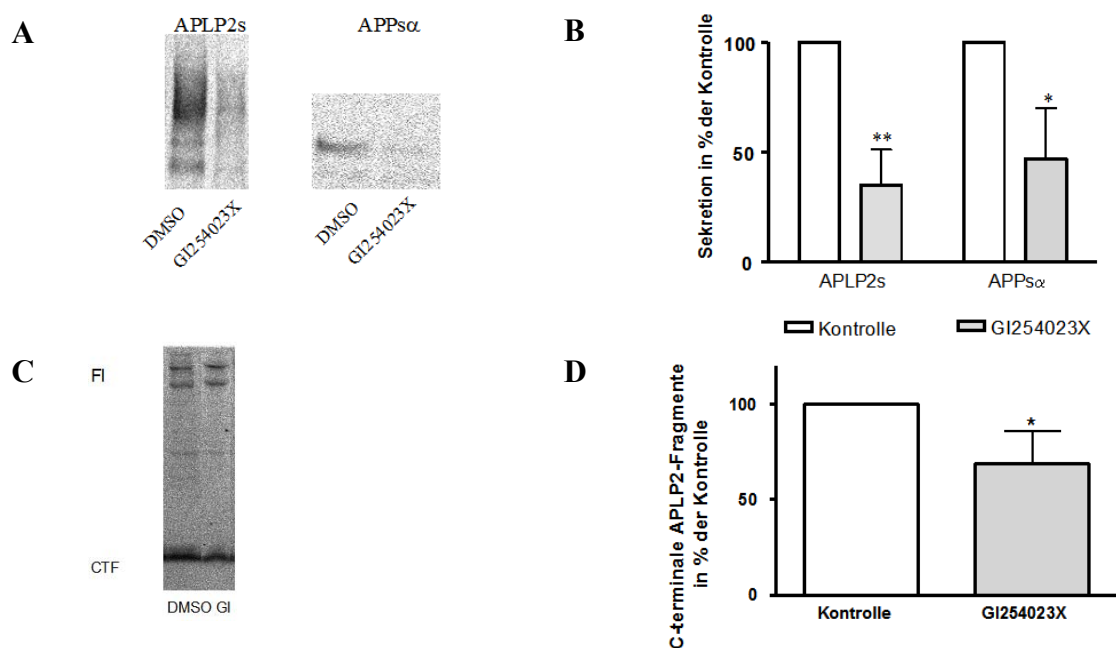 A
APLP2s
APPsα
DMSO
GI254023X
DMSO
GI254023X
B
Sekretion in % der Kontrolle
100
50
0
**
*
APLP2s
APPsα
Kontrolle
GI254023X
C
Fl
CTF
DMSO GI
D
C-terminale APLP2-Fragmente
in % der Kontrolle
100
50
0
*
Kontrolle
GI254023X